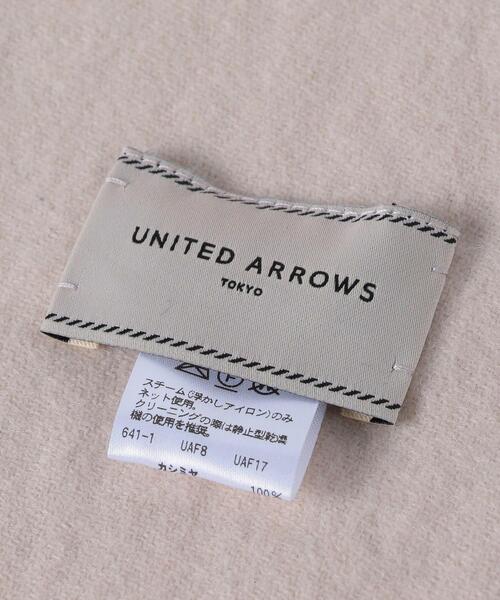 UNITED ARROWS
TOKYO
スチーム(浮かしアイロン)のみ
ネット使用。
クリーニングの際は静止型乾燥
機の使用を推奨。
641-1 UAF8 UAF17
カシミヤ 100%